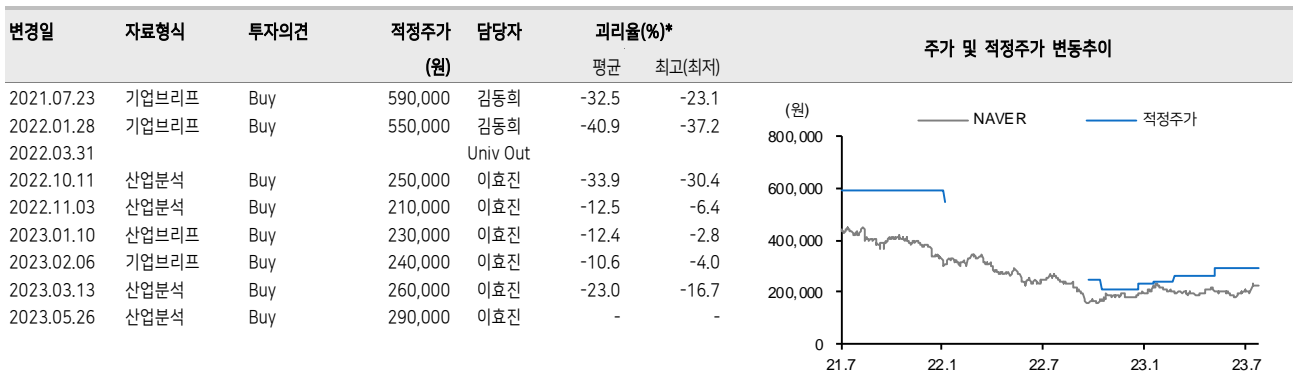 변경일 자료형식 투자의견 적정주가 담당자 괴리율(%)*
(원) 평균 최고(최저)
2021.07.23 기업브리프 Buy 590,000 김동희 -32.5 -23.1
2022.01.28 기업브리프 Buy 550,000 김동희 -40.9 -37.2
2022.03.31 Univ Out
2022.10.11 산업분석 Buy 250,000 이효진 -33.9 -30.4
2022.11.03 산업분석 Buy 210,000 이효진 -12.5 -6.4
2023.01.10 산업브리프 Buy 230,000 이효진 -12.4 -2.8
2023.02.06 기업브리프 Buy 240,000 이효진 -10.6 -4.0
2023.03.13 산업분석 Buy 260,000 이효진 -23.0 -16.7
2023.05.26 산업분석 Buy 290,000 이효진 - -
주가 및 적정주가 변동추이
(원) NAVER 적정주가
800,000
600,000
400,000
200,000
0
21.7 22.1 22.7 23.1 23.7